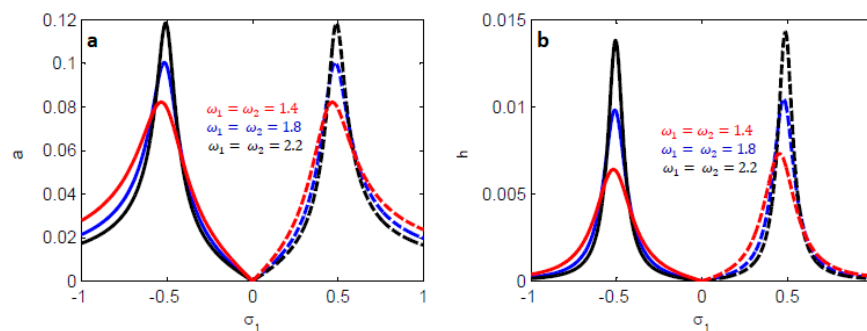 0.12
0.1
0.08
0.06
0.04
0.02
0
a
a
ω₁ = ω₂ = 1.4
ω₁ = ω₂ = 1.8
ω₁ = ω₂ = 2.2
-1
-0.5
0
0.5
1
σ₁
0.015
0.01
0.005
0
h
b
ω₁ = ω₂ = 1.4
ω₁ = ω₂ = 1.8
ω₁ = ω₂ = 2.2
-1
-0.5
0
0.5
σ₁